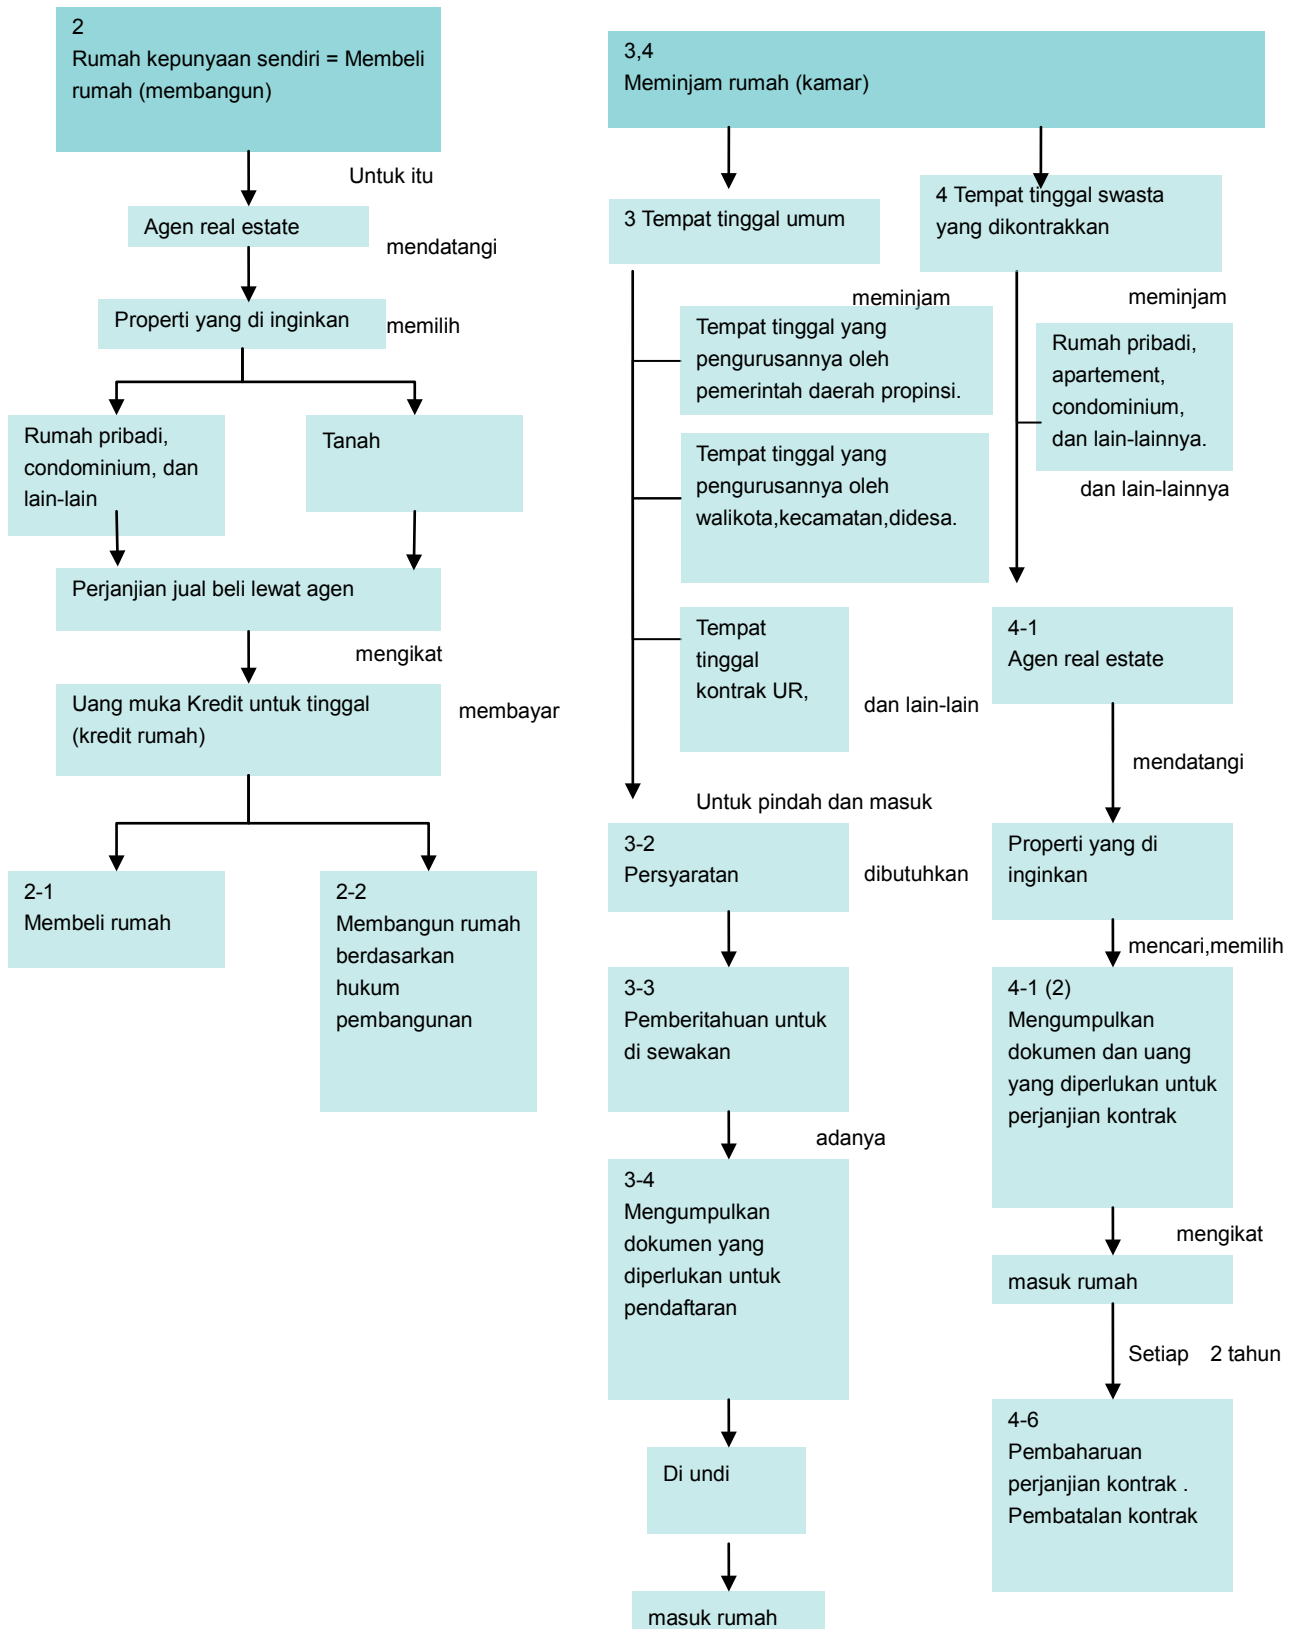 2
Rumah kepunyaan sendiri = Membeli
rumah (membangun)
Untuk itu
Agen real estate
mendatangi
Properti yang di inginkan
memilih
Rumah pribadi,
condominium, dan
lain-lain
Tanah
Perjanjian jual beli lewat agen
mengikat
Uang muka Kredit untuk tinggal
(kredit rumah)
membayar
2-1
Membeli rumah
2-2
Membangun rumah
berdasarkan
hukum
pembangunan
3,4
Meminjam rumah (kamar)
3 Tempat tinggal umum
meminjam
Tempat tinggal yang
pengurusannya oleh
pemerintah daerah propinsi.
Tempat tinggal yang
pengurusannya oleh
walikota,kecamatan,didesa.
Tempat
tinggal
kontrak UR,
dan lain-lain
Untuk pindah dan masuk
3-2
Persyaratan
dibutuhkan
3-3
Pemberitahuan untuk
di sewakan
adanya
3-4
Mengumpulkan
dokumen yang
diperlukan untuk
pendaftaran
Di undi
masuk rumah
4 Tempat tinggal swasta
yang dikontrakkan
meminjam
Rumah pribadi,
apartement,
condominium,
dan lain-lainnya.
dan lain-lainnya
4-1
Agen real estate
mendatangi
Properti yang di
inginkan
mencari,memilih
4-1 (2)
Mengumpulkan
dokumen dan uang
yang diperlukan untuk
perjanjian kontrak
mengikat
masuk rumah
Setiap 2 tahun
4-6
Pembaharuan
perjanjian kontrak .
Pembatalan kontrak